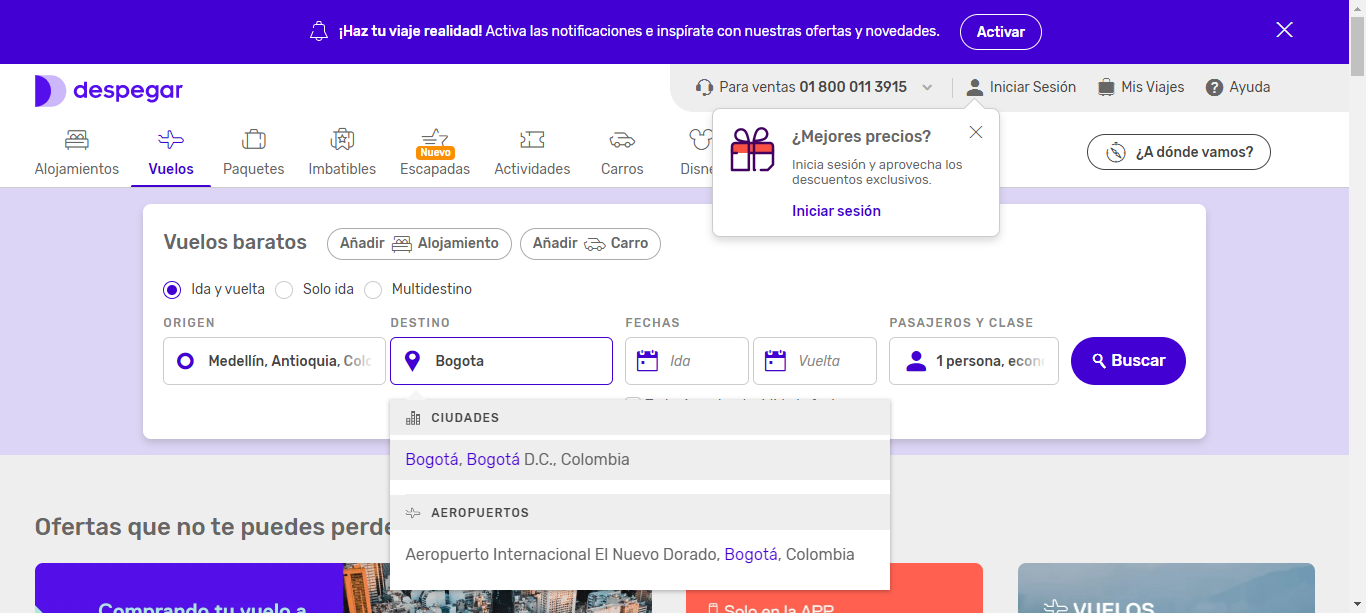 ¡Haz tu viaje realidad! Activa las notificaciones e inspírate con nuestras ofertas y novedades.
Activar
despegar
Para ventas 01 800 011 3915
Iniciar Sesión
Mis Viajes
Ayuda
Alojamientos
Vuelos
Paquetes
Imbatibles
Nuevo
Escapadas
Actividades
Carros
Disne
¿A dónde vamos?
¿Mejores precios?
Inicia sesión y aprovecha los
descuentos exclusivos.
Iniciar sesión
Vuelos baratos
Añadir Alojamiento
Añadir Carro
Ida y vuelta
Solo ida
Multidestino
ORIGEN
DESTINO
FECHAS
PASAJEROS Y CLASE
Medellín, Antioquia, Colo
Bogota
Ida
Vuelta
1 persona, econ
Buscar
CIUDADES
Bogotá, Bogotá D.C., Colombia
AEROPUERTOS
Aeropuerto Internacional El Nuevo Dorado, Bogotá, Colombia
Ofertas que no te puedes perde
Comprando tu vuelo a
Solo en la APP
VUELOS